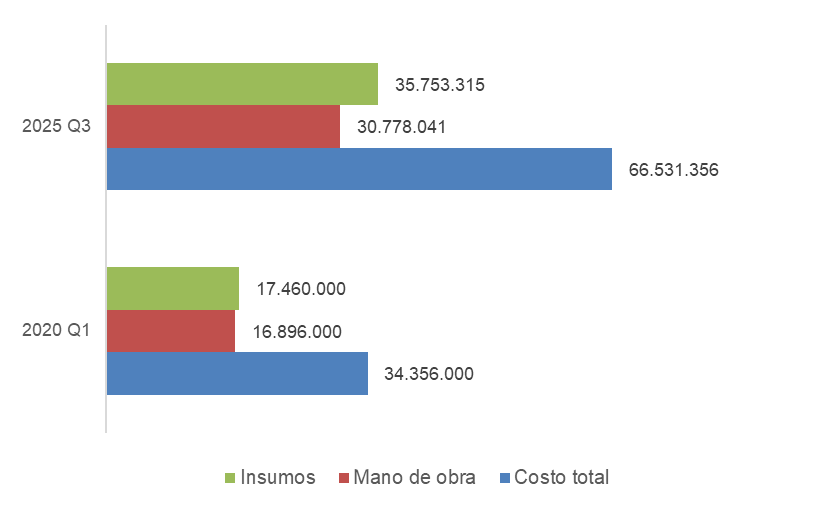 35.753.315
2025 Q3
30.778.041
66.531.356
17.460.000
2020 Q1
16.896.000
34.356.000
Insumos Mano de obra Costo total